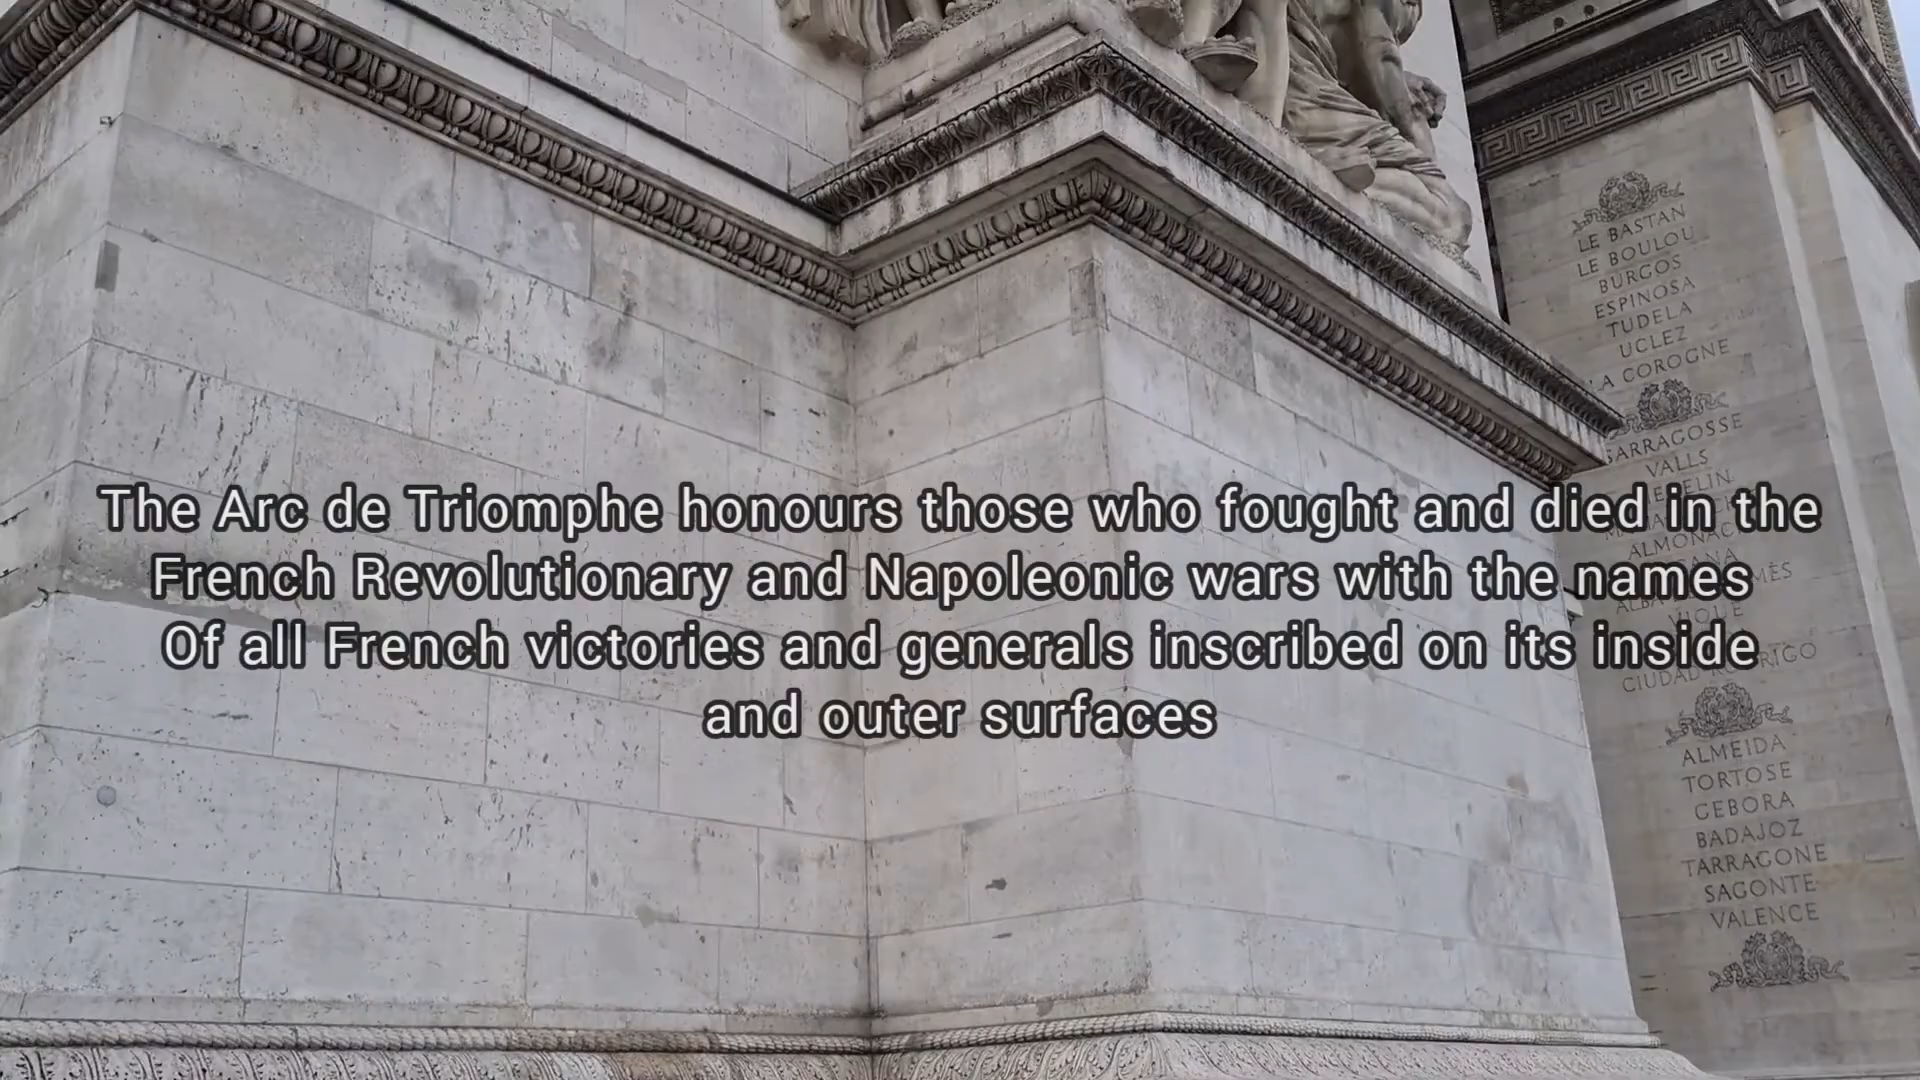 LE BASTAN
LE BOULOU
BURGOS
ESPINOSA
TUDELA
UCLEZ
LA COROGNE
SARRAGOSSE
VALLS
The Arc de Triomphe honours those who fought and died in the
French Revolutionary and Napoleonic wars with the names
Of all French victories and generals inscribed on its inside
and outer surfaces
ALMEIDA
TORTOSE
GEBORA
BADAJOZ
TARRAGONE
SAGONTE
VALENCE